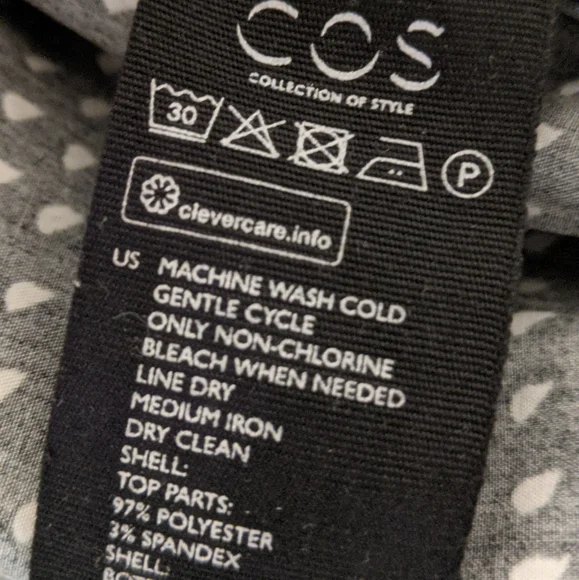 COS
COLLECTION OF STYLE
30 P
clevercare.info
US MACHINE WASH COLD
GENTLE CYCLE
ONLY NON-CHLORINE
BLEACH WHEN NEEDED
LINE DRY
MEDIUM IRON
DRY CLEAN
SHELL:
TOP PARTS:
97% POLYESTER
3% SPANDEX
SHELL: